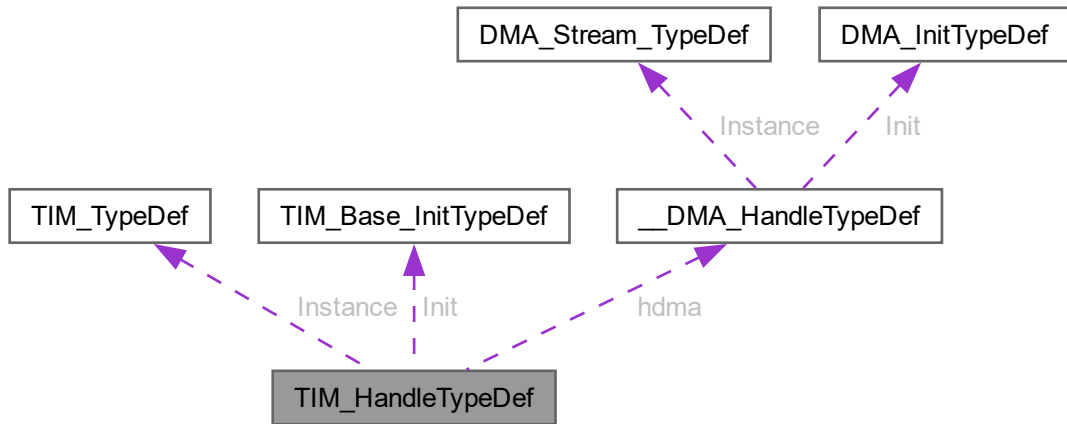 DMA_Stream_TypeDef
DMA_InitTypeDef
Instance
Init
TIM_TypeDef
TIM_Base_InitTypeDef
__DMA_HandleTypeDef
Instance
Init
hdma
TIM_HandleTypeDef